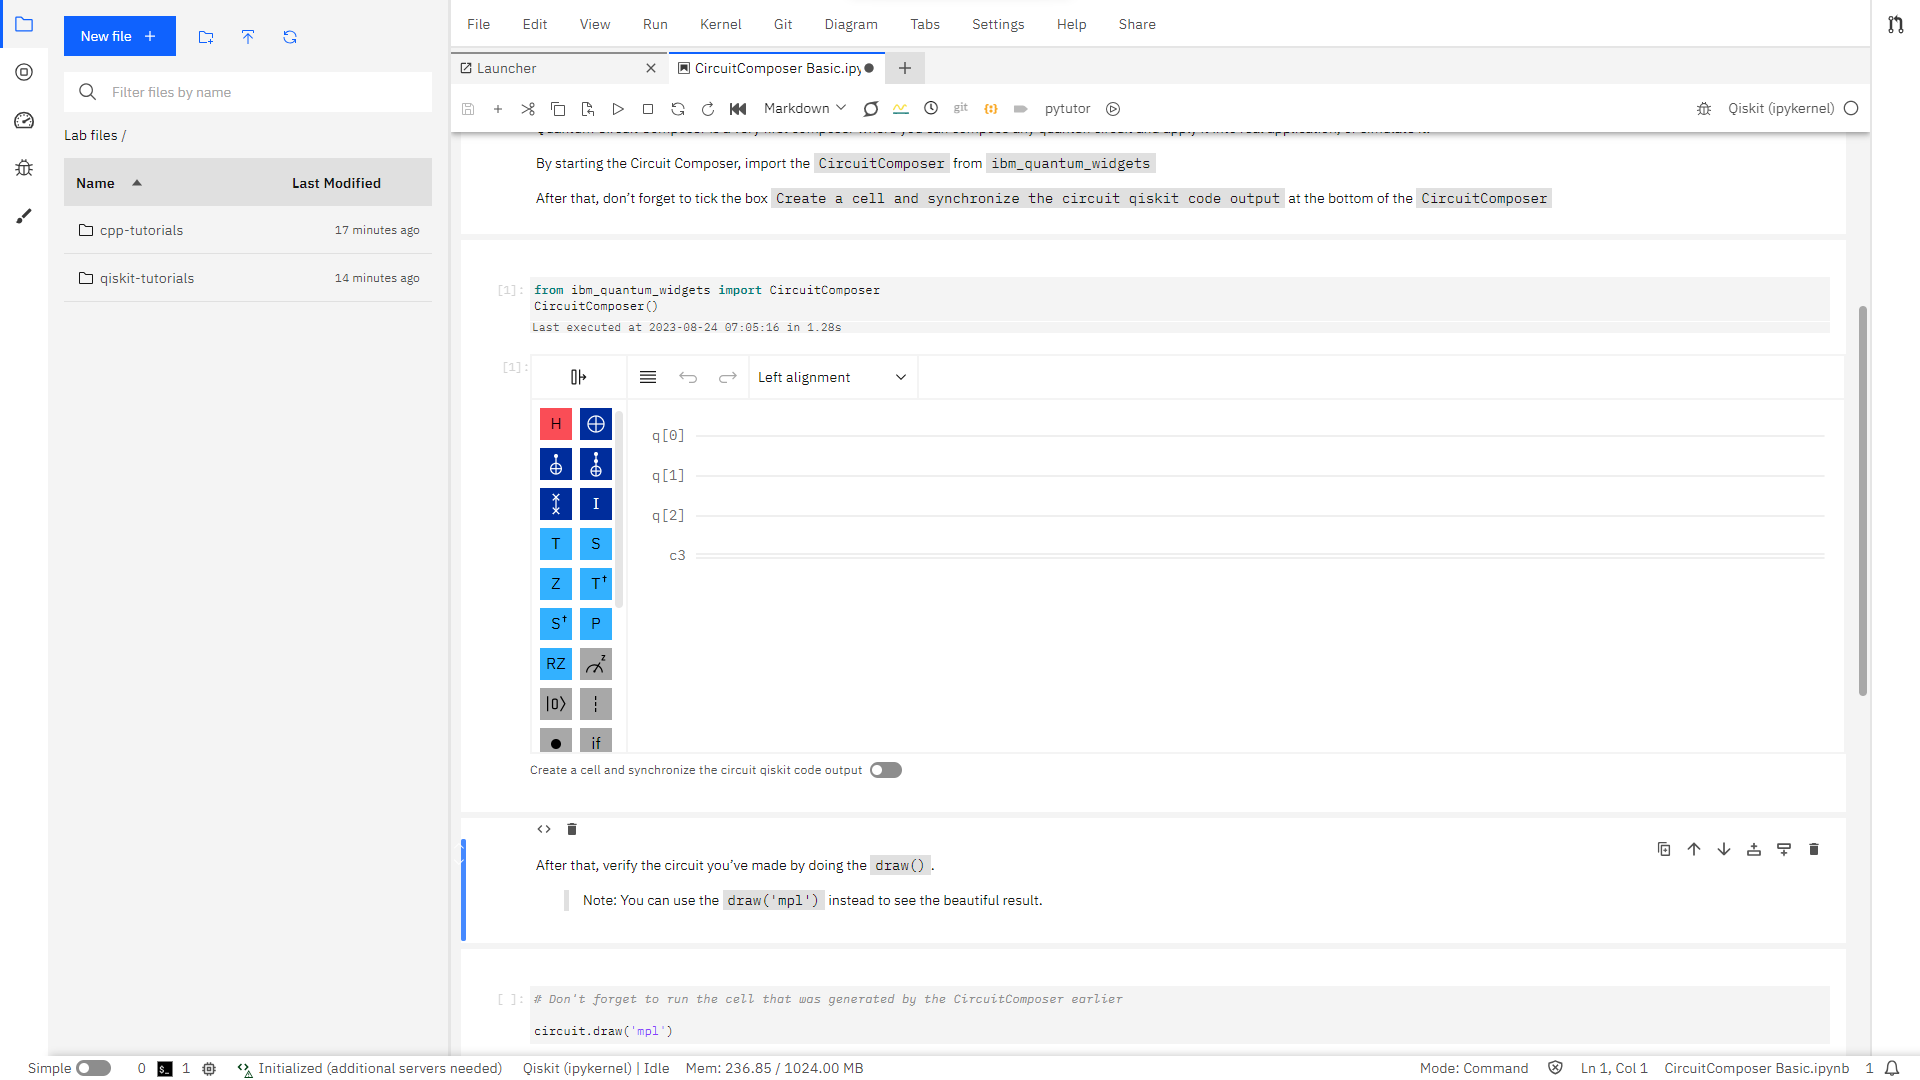 File Edit View Run Kernel Git Diagram Tabs Settings Help Share
New file
Filter files by name
Lab files /
Name Last Modified
cpp-tutorials 17 minutes ago
qiskit-tutorials 14 minutes ago
Launcher CircuitComposer Basic.ipy
Markdown git pytutor Qiskit (ipykernel)
By starting the Circuit Composer, import the CircuitComposer from ibm_quantum_widgets
After that, don’t forget to tick the box Create a cell and synchronize the circuit qiskit code output at the bottom of the CircuitComposer
[1]: from ibm_quantum_widgets import CircuitComposer
CircuitComposer()
Last executed at 2023-08-24 07:05:16 in 1.28s
[1]:
Left alignment
H
I
T S
Z T†
S† P
RZ z
|0⟩
if
q[0]
q[1]
q[2]
c3
Create a cell and synchronize the circuit qiskit code output
After that, verify the circuit you’ve made by doing the draw() .
Note: You can use the draw('mpl') instead to see the beautiful result.
[ ]: # Don't forget to run the cell that was generated by the CircuitComposer earlier
circuit.draw('mpl')
Simple 0 $_ 1 Initialized (additional servers needed) Qiskit (ipykernel) | Idle Mem: 236.85 / 1024.00 MB Mode: Command Ln 1, Col 1 CircuitComposer Basic.ipynb 1